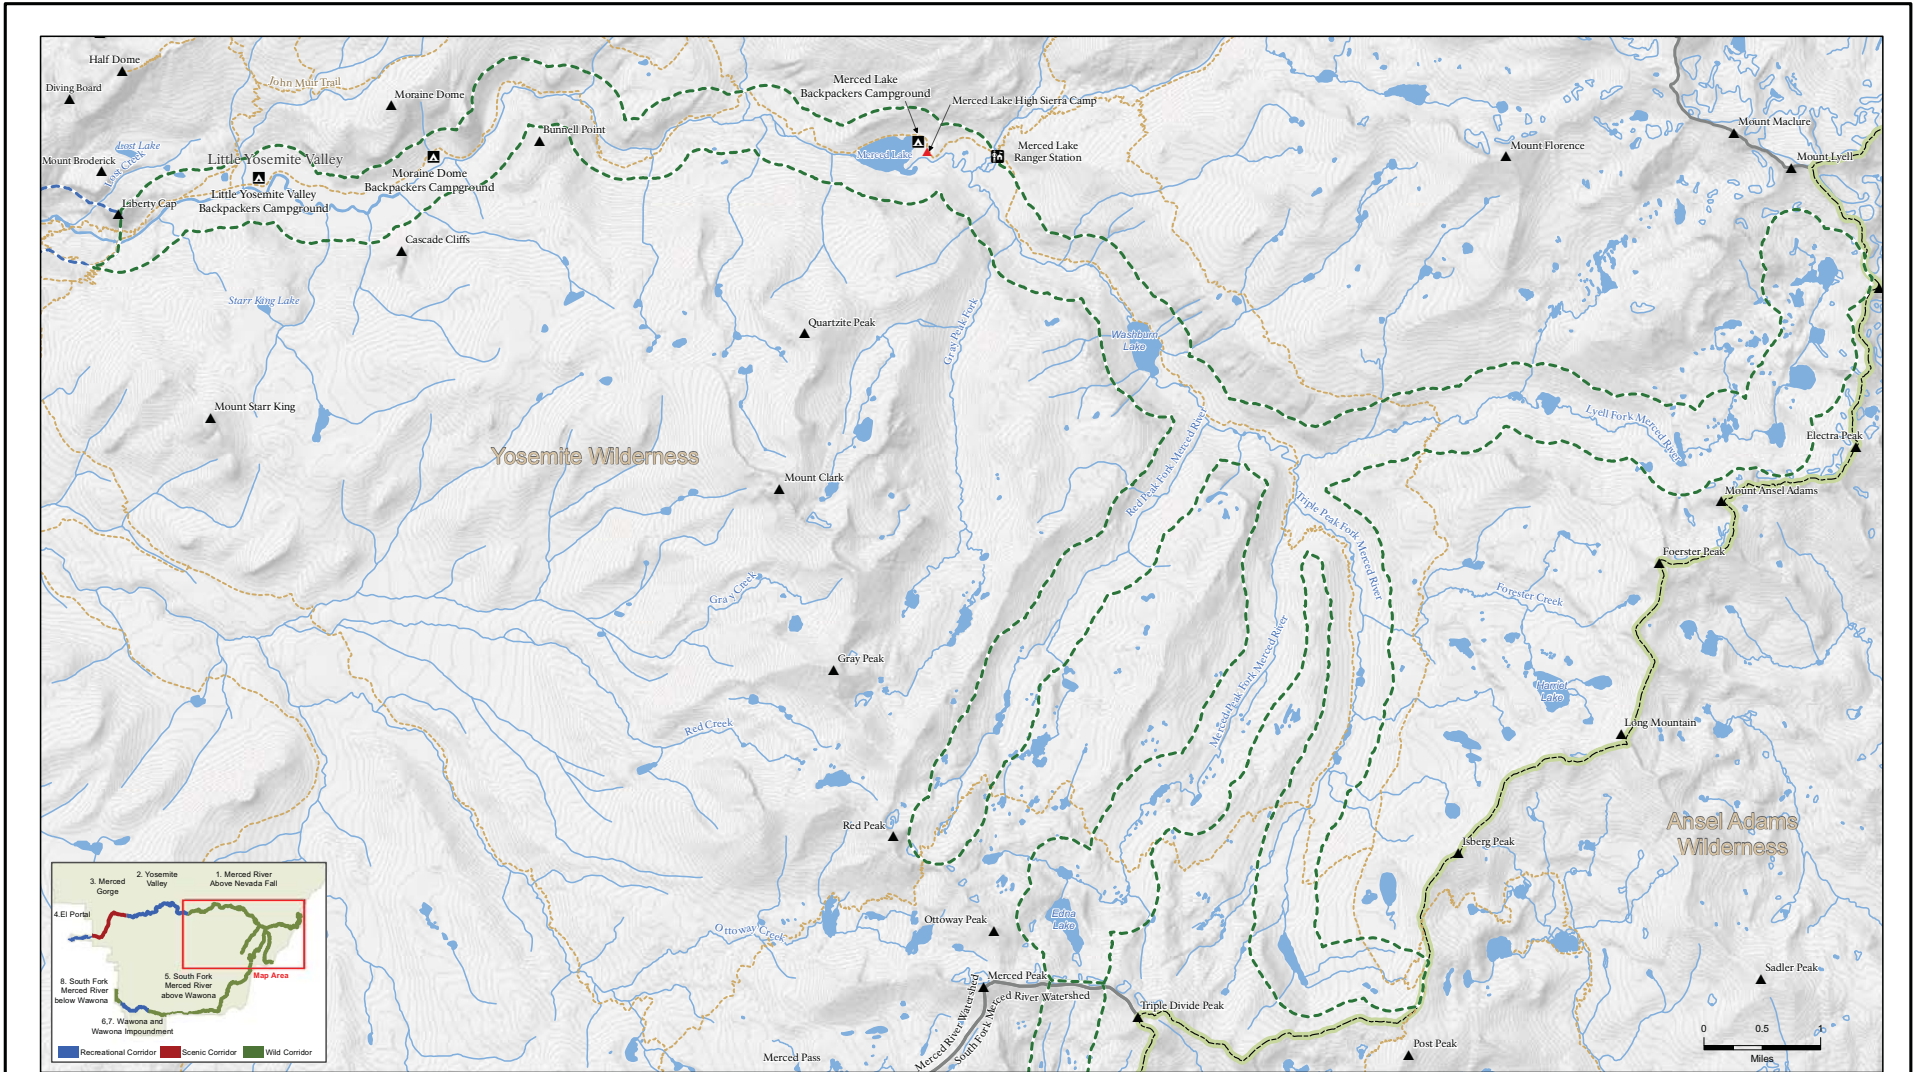 Half Dome
Diving Board
John Muir Trail
Moraine Dome
Merced Lake
Backpackers Campground
Merced Lake High Sierra Camp
Mount Maclure
Bunnell Point
Lost Lake
Mount Broderick
Lost Creek
Little Yosemite Valley
Merced Lake
Merced Lake
Ranger Station
Mount Florence
Mount Lyell
Moraine Dome
Backpackers Campground
Little Yosemite Valley
Backpackers Campground
Liberty Cap
Cascade Cliffs
Starr King Lake
Quartzite Peak
Gray Peak Fork
Washburn
Lake
Mount Starr King
Lyell Fork Merced River
Electra Peak
Yosemite Wilderness
Red Peak Fork Merced River
Mount Clark
Mount Ansel Adams
Triple Peak Fork Merced River
Foerster Peak
Gray Creek
Forester Creek
Gray Peak
Merced Peak Fork Merced River
Harriet
Lake
Red Creek
Long Mountain
Red Peak
Isberg Peak
Ansel Adams
Wilderness
Ottoway Peak
Edna
Lake
Ottoway Creek
Merced Peak
Sadler Peak
Merced River Watershed
South Fork Merced River Watershed
Triple Divide Peak
Merced Pass
Post Peak
0 0.5 1
Miles
3. Merced
Gorge
2. Yosemite
Valley
1. Merced River
Above Nevada Fall
4.El Portal
Map Area
5. South Fork
Merced River
above Wawona
8. South Fork
Merced River
below Wawona
6,7. Wawona and
Wawona Impoundment
Recreational Corridor
Scenic Corridor
Wild Corridor